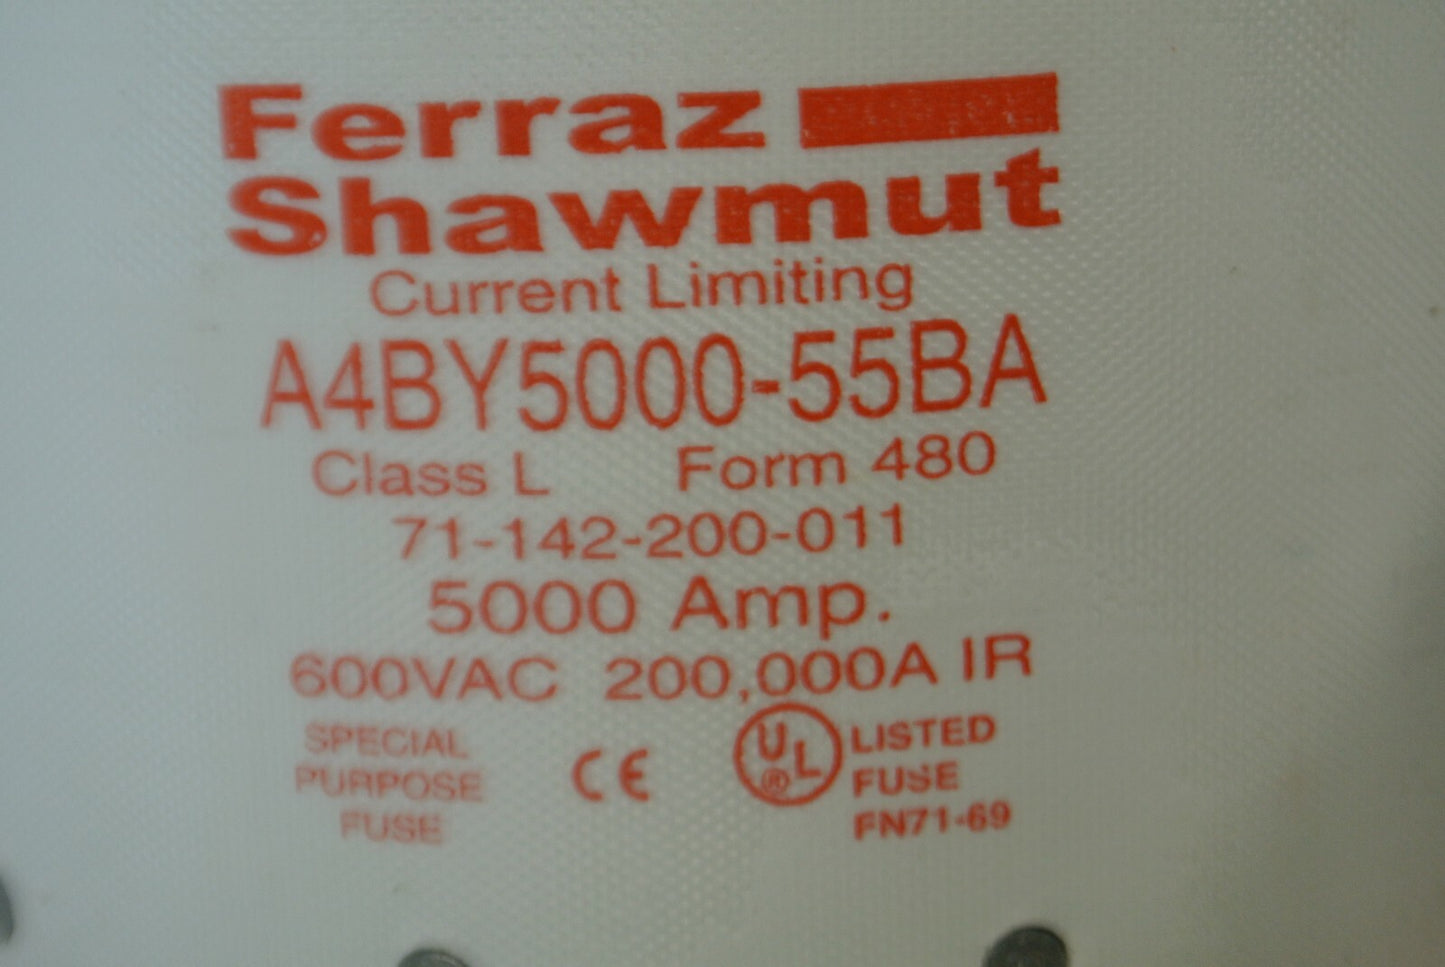 Ferraz
Shawmut
Current Limiting
A4BY5000-55BA
Class L Form 480
71-142-200-011
5000 Amp.
600VAC 200,000A IR
SPECIAL
PURPOSE
FUSE
CE
UL
®
LISTED
FUSE
FN71-69